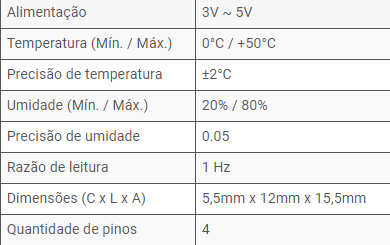 Alimentação 3V ~ 5V
Temperatura (Mín. / Máx.) 0°C / +50°C
Precisão de temperatura ±2°C
Umidade (Mín. / Máx.) 20% / 80%
Precisão de umidade 0.05
Razão de leitura 1 Hz
Dimensões (C x L x A) 5,5mm x 12mm x 15,5mm
Quantidade de pinos 4